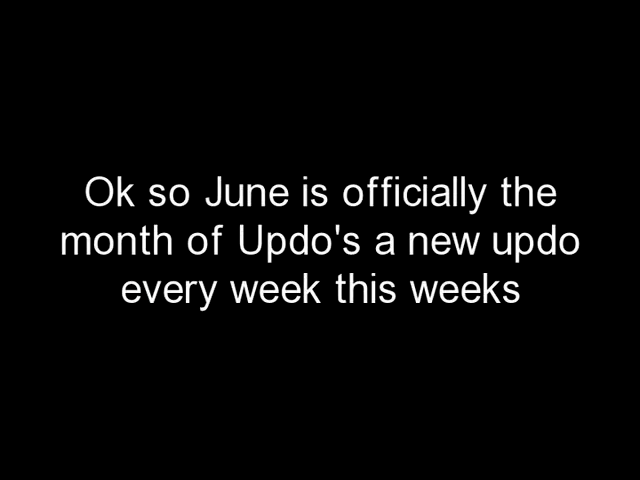 Ok so June is officially the
month of Updo's a new updo
every week this weeks